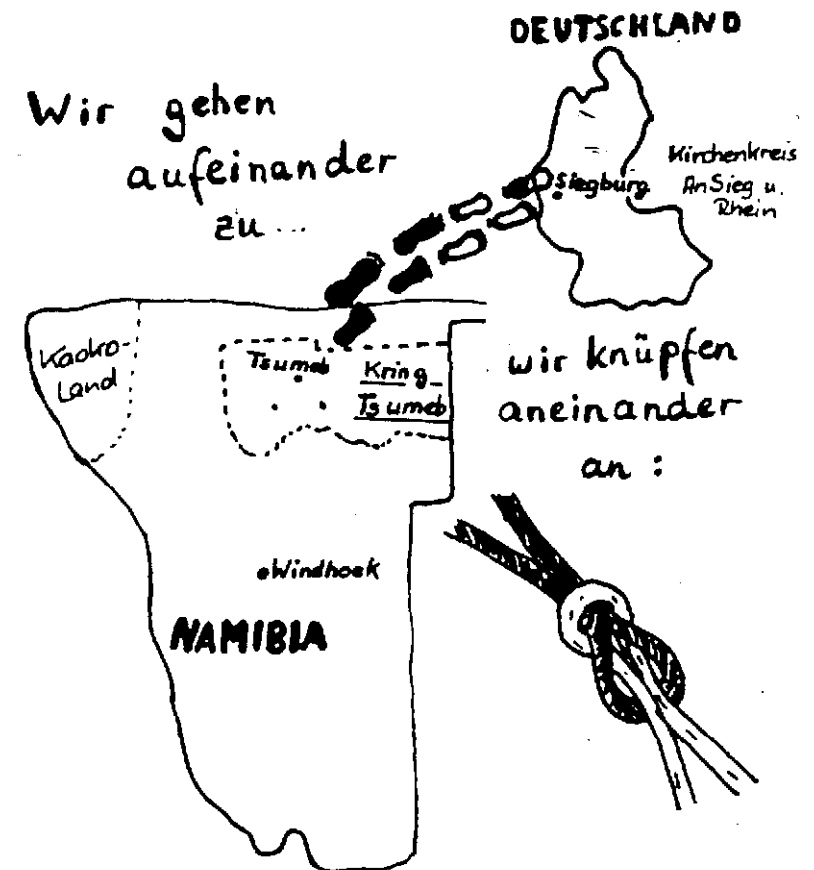 DEUTSCHLAND
Wir gehen
aufeinander
zu ...
Kirchenkreis
An Sieg u.
Rhein
Siegburg
Kaoko-
Land
Tsumeb
Kring-
Tsumeb
wir knüpfen
aneinander
an :
Windhoek
NAMIBIA